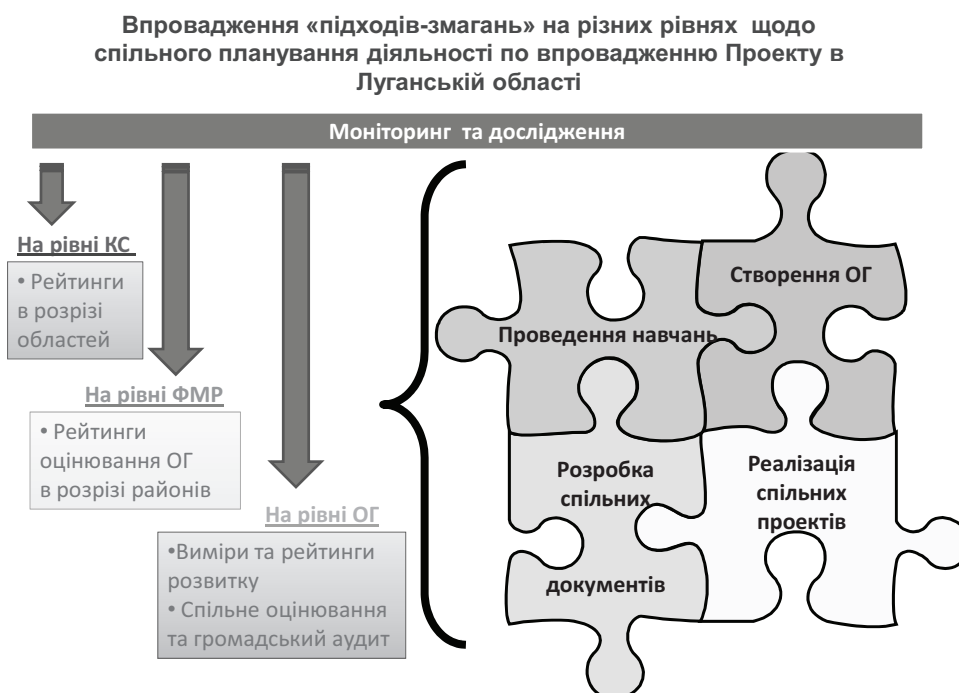 Впровадження «підходів-змагань» на різних рівнях щодо
спільного планування діяльності по впровадженню Проекту в
Луганській області
Моніторинг та дослідження
На рівні КС
• Рейтинги
в розрізі
областей
На рівні ФМР
• Рейтинги
оцінювання ОГ
в розрізі районів
На рівні ОГ
•Виміри та рейтинги
розвитку
• Спільне оцінювання
та громадський аудит
Створення ОГ
Проведення навчань
Розробка
спільних
документів
Реалізація
спільних
проектів